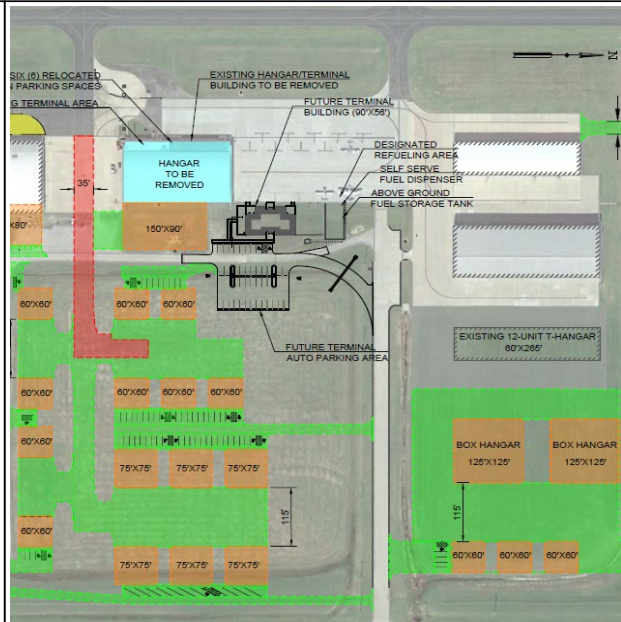 SIX (6) RELOCATED
PARKING SPACES
TERMINAL AREA
EXISTING HANGAR/TERMINAL
BUILDING TO BE REMOVED
FUTURE TERMINAL
BUILDING (90'X56')
N
DESIGNATED
REFUELING AREA
SELF SERVE
FUEL DISPENSER
ABOVE GROUND
FUEL STORAGE TANK
HANGAR
TO BE
REMOVED
35'
X80'
150'X90'
60'X60'
60'X60'
60'X60'
EXISTING 12-UNIT T-HANGAR
60'X265'
FUTURE TERMINAL
AUTO PARKING AREA
60'X60'
60'X60'
60'X60'
60'X60'
60'X60'
BOX HANGAR
125'X125'
BOX HANGAR
125'X125'
75'X75'
75'X75'
75'X75'
115'
115'
60'X60'
60'X60'
60'X60'
60'X60'
75'X75'
75'X75'
75'X75'